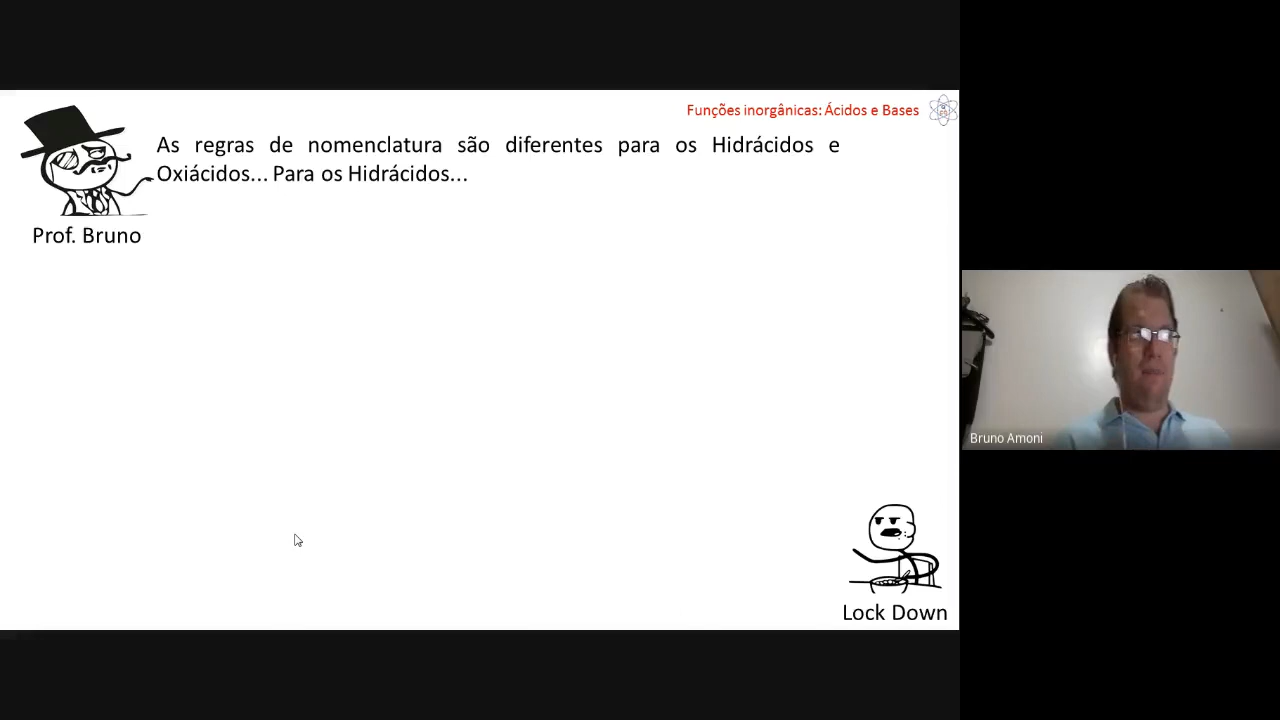 Funções inorgânicas: Ácidos e Bases
As regras de nomenclatura são diferentes para os Hidrácidos e
Oxiácidos... Para os Hidrácidos...
Prof. Bruno
Bruno Amoni
Lock Down